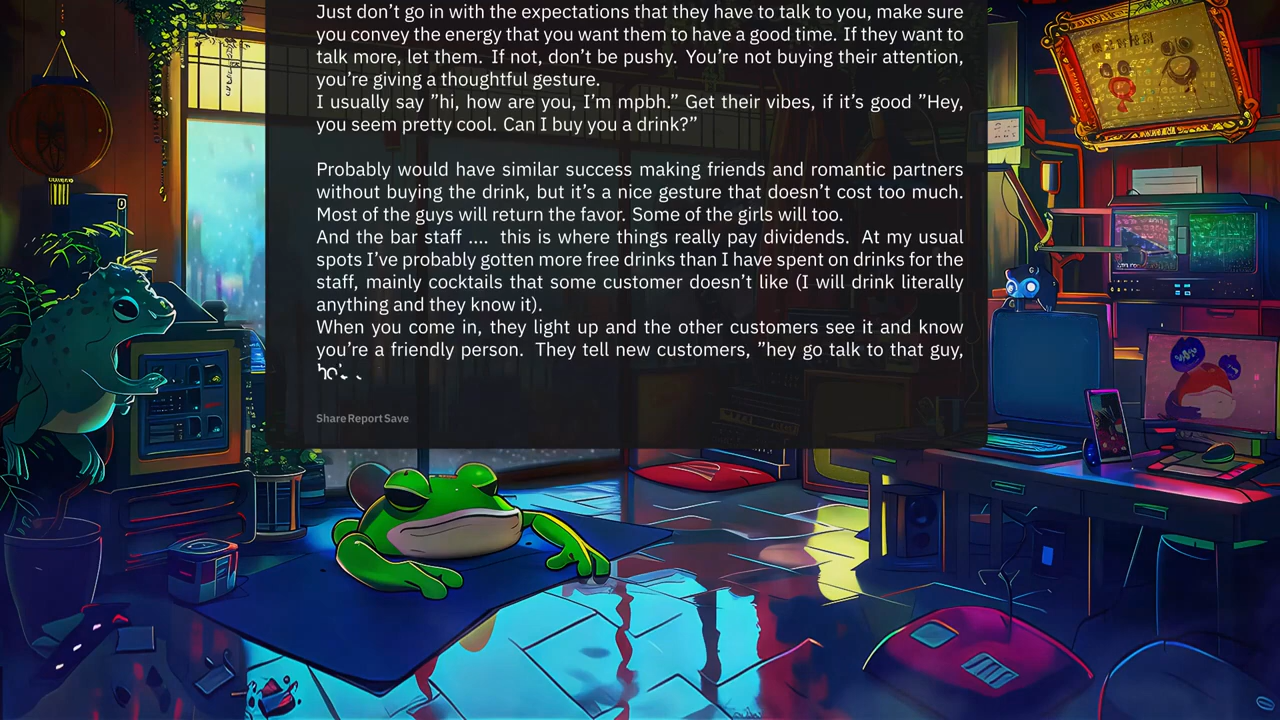 Just don’t go in with the expectations that they have to talk to you, make sure
you convey the energy that you want them to have a good time. If they want to
talk more, let them. If not, don’t be pushy. You’re not buying their attention,
you’re giving a thoughtful gesture.
I usually say ”hi, how are you, I’m mpbh.” Get their vibes, if it’s good ”Hey,
you seem pretty cool. Can I buy you a drink?”
Probably would have similar success making friends and romantic partners
without buying the drink, but it’s a nice gesture that doesn’t cost too much.
Most of the guys will return the favor. Some of the girls will too.
And the bar staff .... this is where things really pay dividends. At my usual
spots I’ve probably gotten more free drinks than I have spent on drinks for the
staff, mainly cocktails that some customer doesn’t like (I will drink literally
anything and they know it).
When you come in, they light up and the other customers see it and know
you’re a friendly person. They tell new customers, ”hey go talk to that guy,
Share Report Save